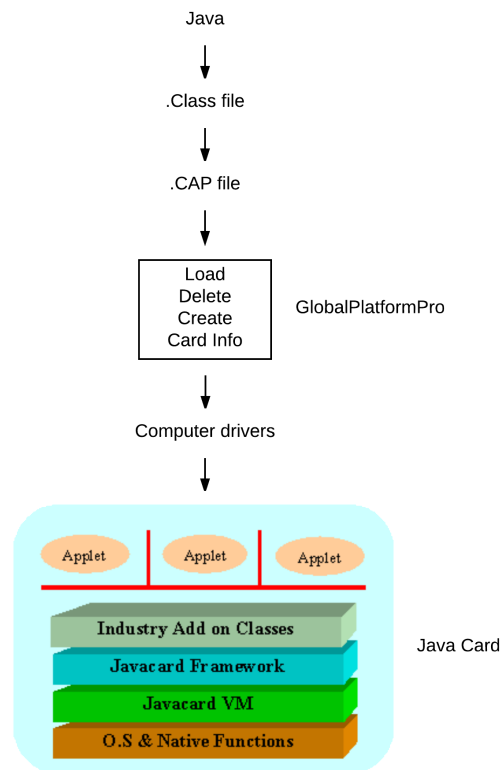 Java
.Class file
.CAP file
Load
Delete
Create
Card Info
GlobalPlatformPro
Computer drivers
Applet
Applet
Applet
Industry Add on Classes
Javacard Framework
Javacard VM
O.S & Native Functions
Java Card